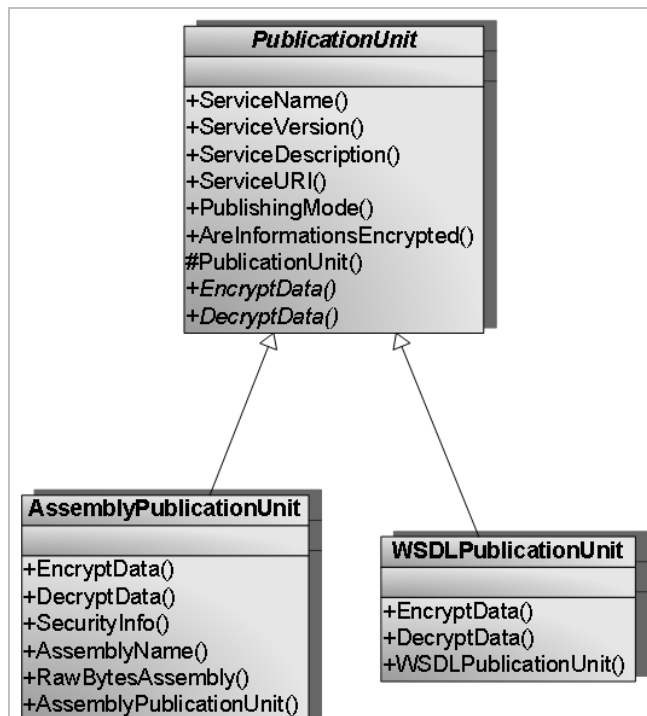 PublicationUnit
+ServiceName()
+ServiceVersion()
+ServiceDescription()
+ServiceURI()
+PublishingMode()
+AreInformationsEncrypted()
#PublicationUnit()
+EncryptData()
+DecryptData()
AssemblyPublicationUnit
+EncryptData()
+DecryptData()
+SecurityInfo()
+AssemblyName()
+RawBytesAssembly()
+AssemblyPublicationUnit()
WSDLPublicationUnit
+EncryptData()
+DecryptData()
+WSDLPublicationUnit()